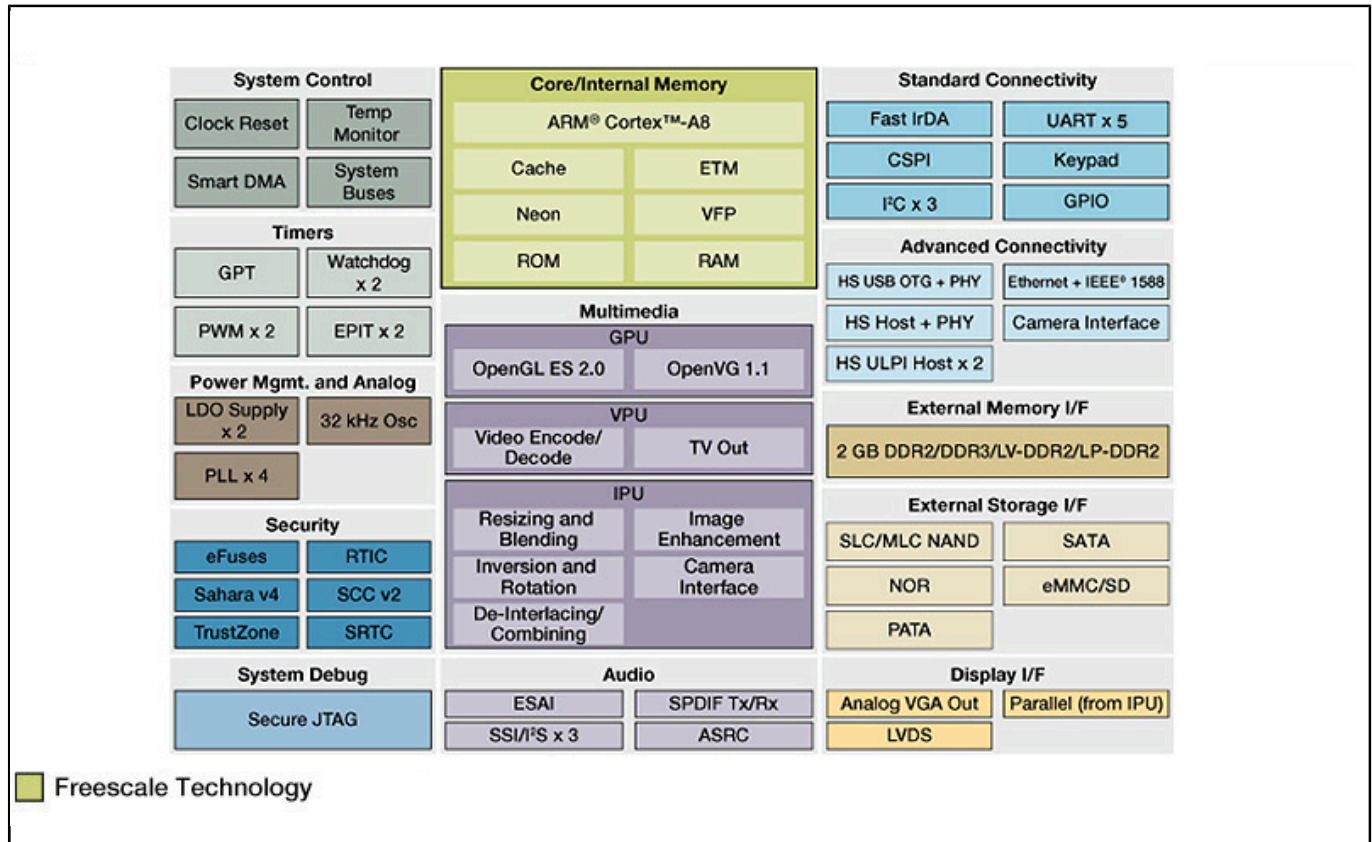 System Control
Clock Reset
Temp
Monitor
Smart DMA
System
Buses
Timers
GPT
Watchdog
x 2
PWM x 2
EPIT x 2
Power Mgmt. and Analog
LDO Supply
x 2
32 kHz Osc
PLL x 4
Security
eFuses
RTIC
Sahara v4
SCC v2
TrustZone
SRTC
System Debug
Secure JTAG
Core/Internal Memory
ARM® Cortex™-A8
Cache
ETM
Neon
VFP
ROM
RAM
Multimedia
GPU
OpenGL ES 2.0
OpenVG 1.1
VPU
Video Encode/
Decode
TV Out
IPU
Resizing and
Blending
Image
Enhancement
Inversion and
Rotation
Camera
Interface
De-Interlacing/
Combining
Audio
ESAI
SPDIF Tx/Rx
SSI/I²S x 3
ASRC
Standard Connectivity
Fast IrDA
UART x 5
CSPI
Keypad
I²C x 3
GPIO
Advanced Connectivity
HS USB OTG + PHY
Ethernet + IEEE® 1588
HS Host + PHY
Camera Interface
HS ULPI Host x 2
External Memory I/F
2 GB DDR2/DDR3/LV-DDR2/LP-DDR2
External Storage I/F
SLC/MLC NAND
SATA
NOR
eMMC/SD
PATA
Display I/F
Analog VGA Out
Parallel (from IPU)
LVDS
Freescale Technology